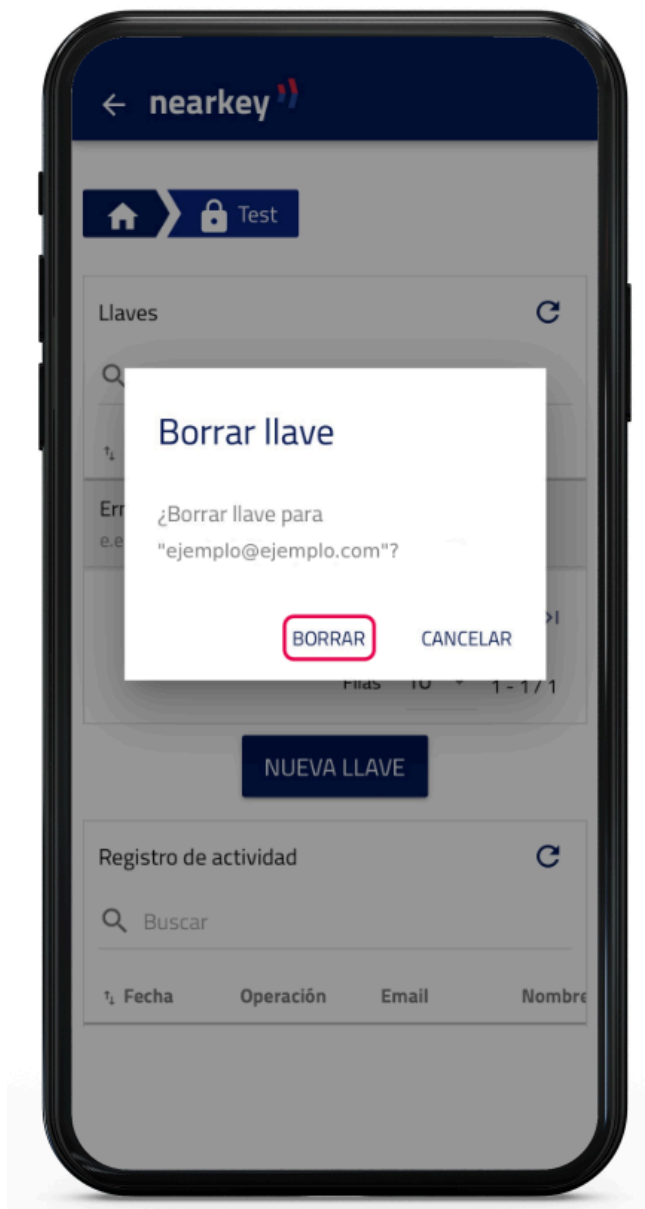 nearkey
Test
Llaves
Borrar llave
¿Borrar llave para
"ejemplo@ejemplo.com"?
BORRAR CANCELAR
Filas 10 1 - 1 / 1
NUEVA LLAVE
Registro de actividad
Buscar
Fecha Operación Email Nombre